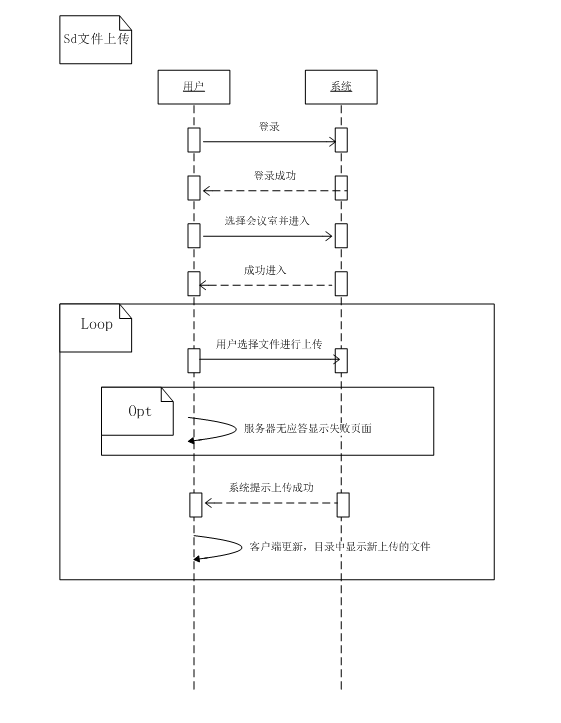 Sd文件上传
用户
系统
登录
登录成功
选择会议室并进入
成功进入
Loop
用户选择文件进行上传
Opt
服务器无应答显示失败页面
系统提示上传成功
客户端更新，目录中显示新上传的文件